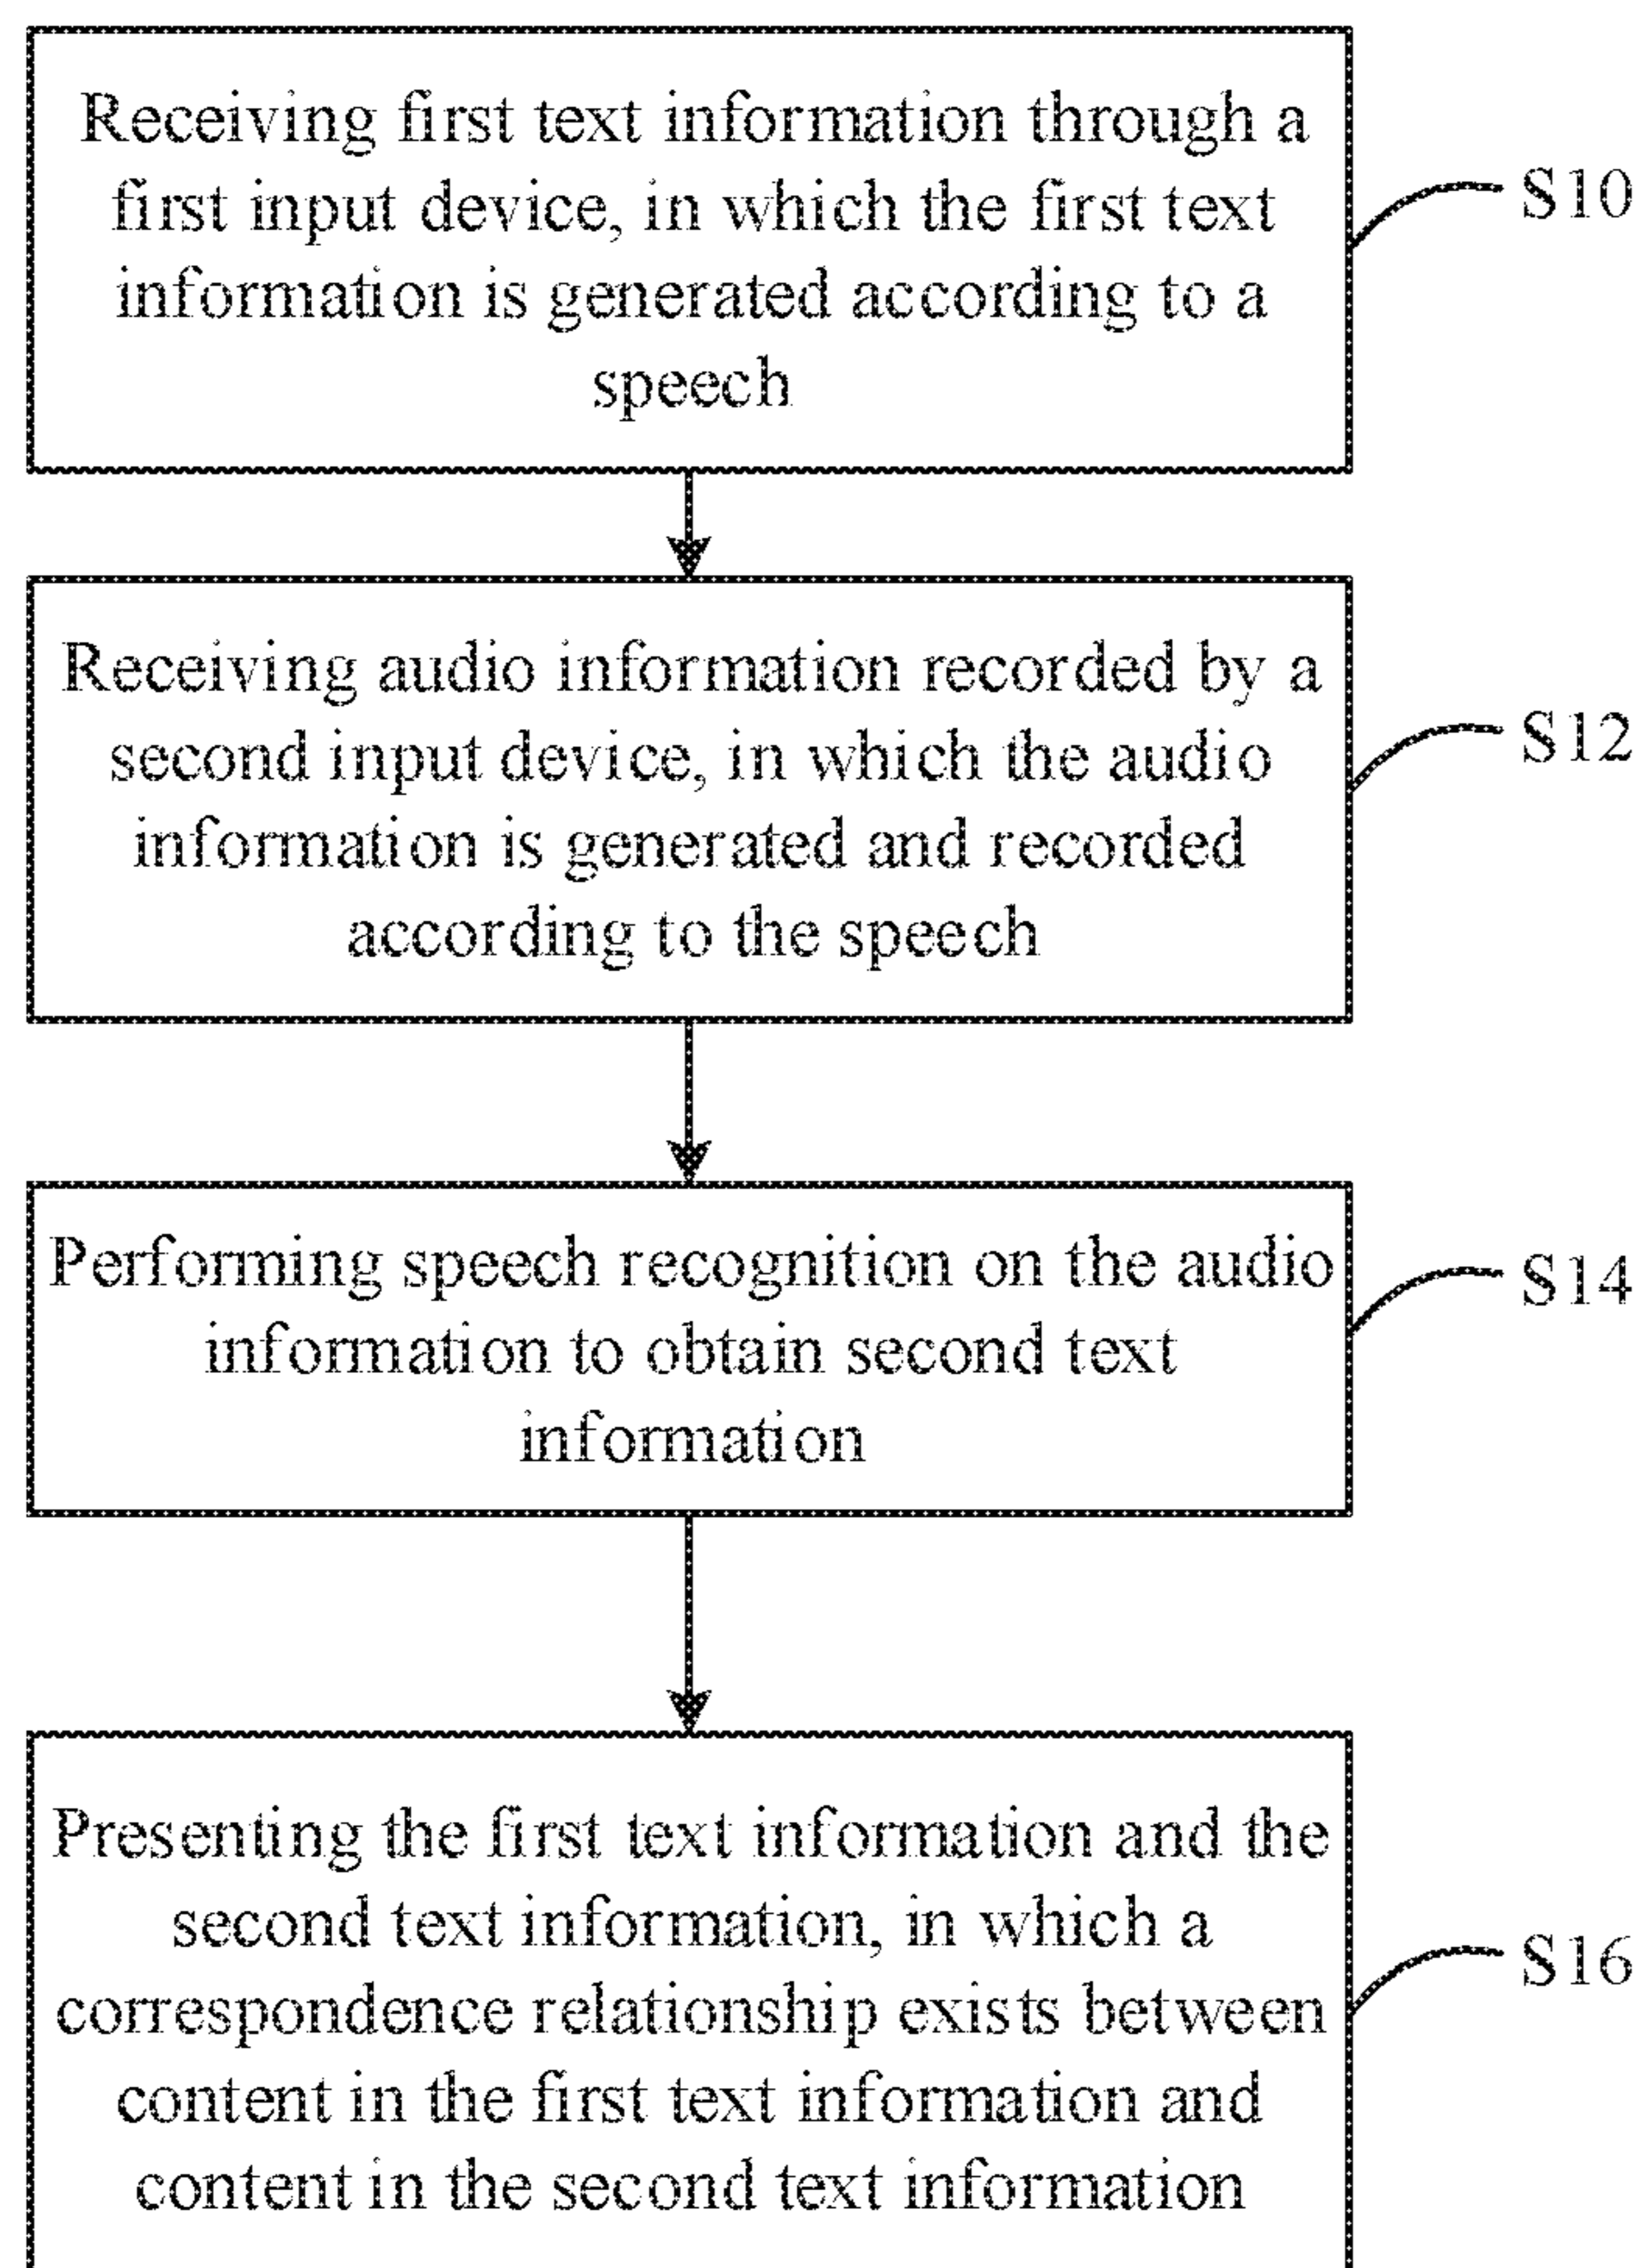 Receiving first text information through a
first input device, in which the first text
information is generated according to a
speech
S10
Receiving audio information recorded by a
second input device, in which the audio
information is generated and recorded
according to the speech
S12
Performing speech recognition on the audio
information to obtain second text
information
S14
Presenting the first text information and the
second text information, in which a
correspondence relationship exists between
content in the first text information and
content in the second text information
S16